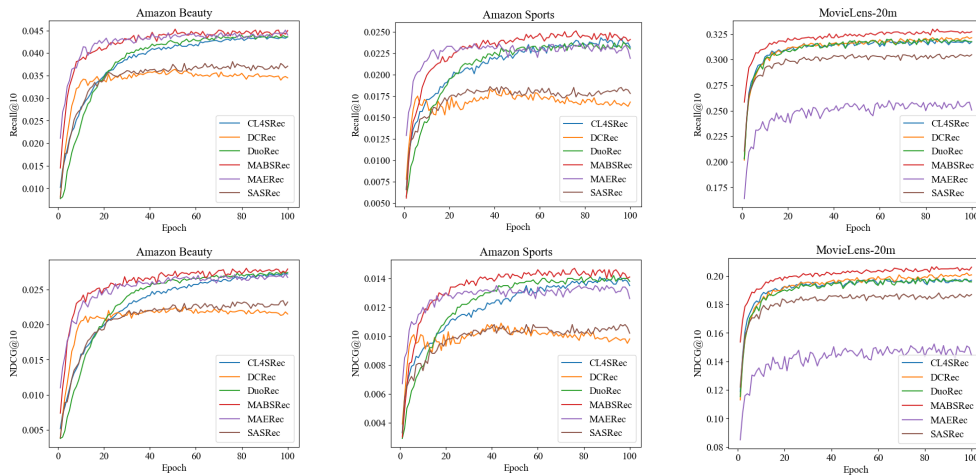 Amazon Beauty
0.045
0.040
0.035
0.030
0.025
0.020
0.015
0.010
Recall@10
0 20 40 60 80 100
Epoch
CL4SRec
DCRec
DuoRec
MABSRec
MAERec
SASRec
Amazon Sports
0.0250
0.0225
0.0200
0.0175
0.0150
0.0125
0.0100
0.0075
0.0050
Recall@10
0 20 40 60 80 100
Epoch
CL4SRec
DCRec
DuoRec
MABSRec
MAERec
SASRec
MovieLens-20m
0.325
0.300
0.275
0.250
0.225
0.200
0.175
Recall@10
0 20 40 60 80 100
Epoch
CL4SRec
DCRec
DuoRec
MABSRec
MAERec
SASRec
Amazon Beauty
0.025
0.020
0.015
0.010
0.005
NDCG@10
0 20 40 60 80 100
Epoch
CL4SRec
DCRec
DuoRec
MABSRec
MAERec
SASRec
Amazon Sports
0.014
0.012
0.010
0.008
0.006
0.004
NDCG@10
0 20 40 60 80 100
Epoch
CL4SRec
DCRec
DuoRec
MABSRec
MAERec
SASRec
MovieLens-20m
0.20
0.18
0.16
0.14
0.12
0.10
0.08
NDCG@10
0 20 40 60 80 100
Epoch
CL4SRec
DCRec
DuoRec
MABSRec
MAERec
SASRec